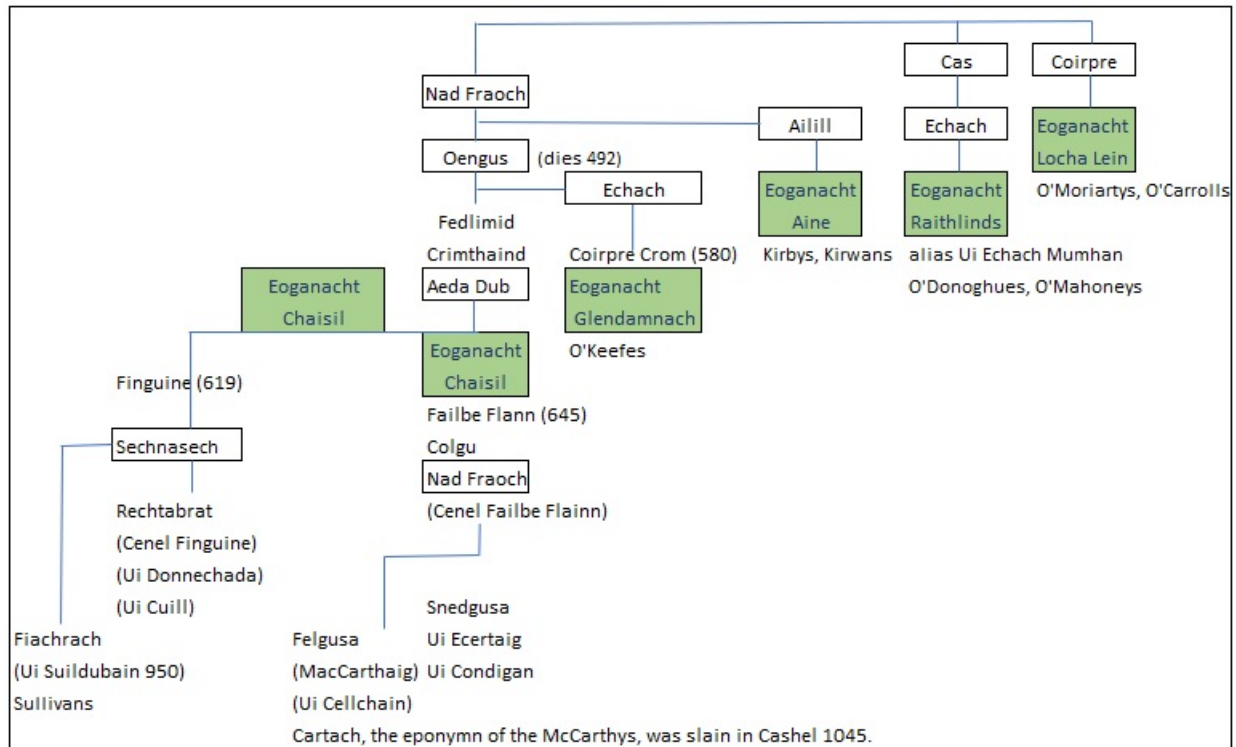 Cas
Coirpre
Nad Fraoch
Ailill
Echach
Eoganacht
Locha Lein
O'Moriartys, O'Carrolls
Oengus
(dies 492)
Echach
Eoganacht
Aine
Kirbys, Kirwans
Eoganacht
Raithlinds
alias Ui Echach Mumhan
O'Donoghues, O'Mahoneys
Fedlimid
Crimthaind
Aeda Dub
Coirpre Crom (580)
Eoganacht
Glendamnach
O'Keefes
Eoganacht
Chaisil
Eoganacht
Chaisil
Finguine (619)
Failbe Flann (645)
Colgu
Nad Fraoch
(Cenel Failbe Flainn)
Sechnasech
Rechtabrat
(Cenel Finguine)
(Ui Donnechada)
(Ui Cuill)
Fiachrach
(Ui Suildubain 950)
Sullivans
Felgusa
(MacCarthaig)
(Ui Cellchain)
Snedgusa
Ui Ecertaig
Ui Condigan
Cartach, the eponymn of the McCarthys, was slain in Cashel 1045.